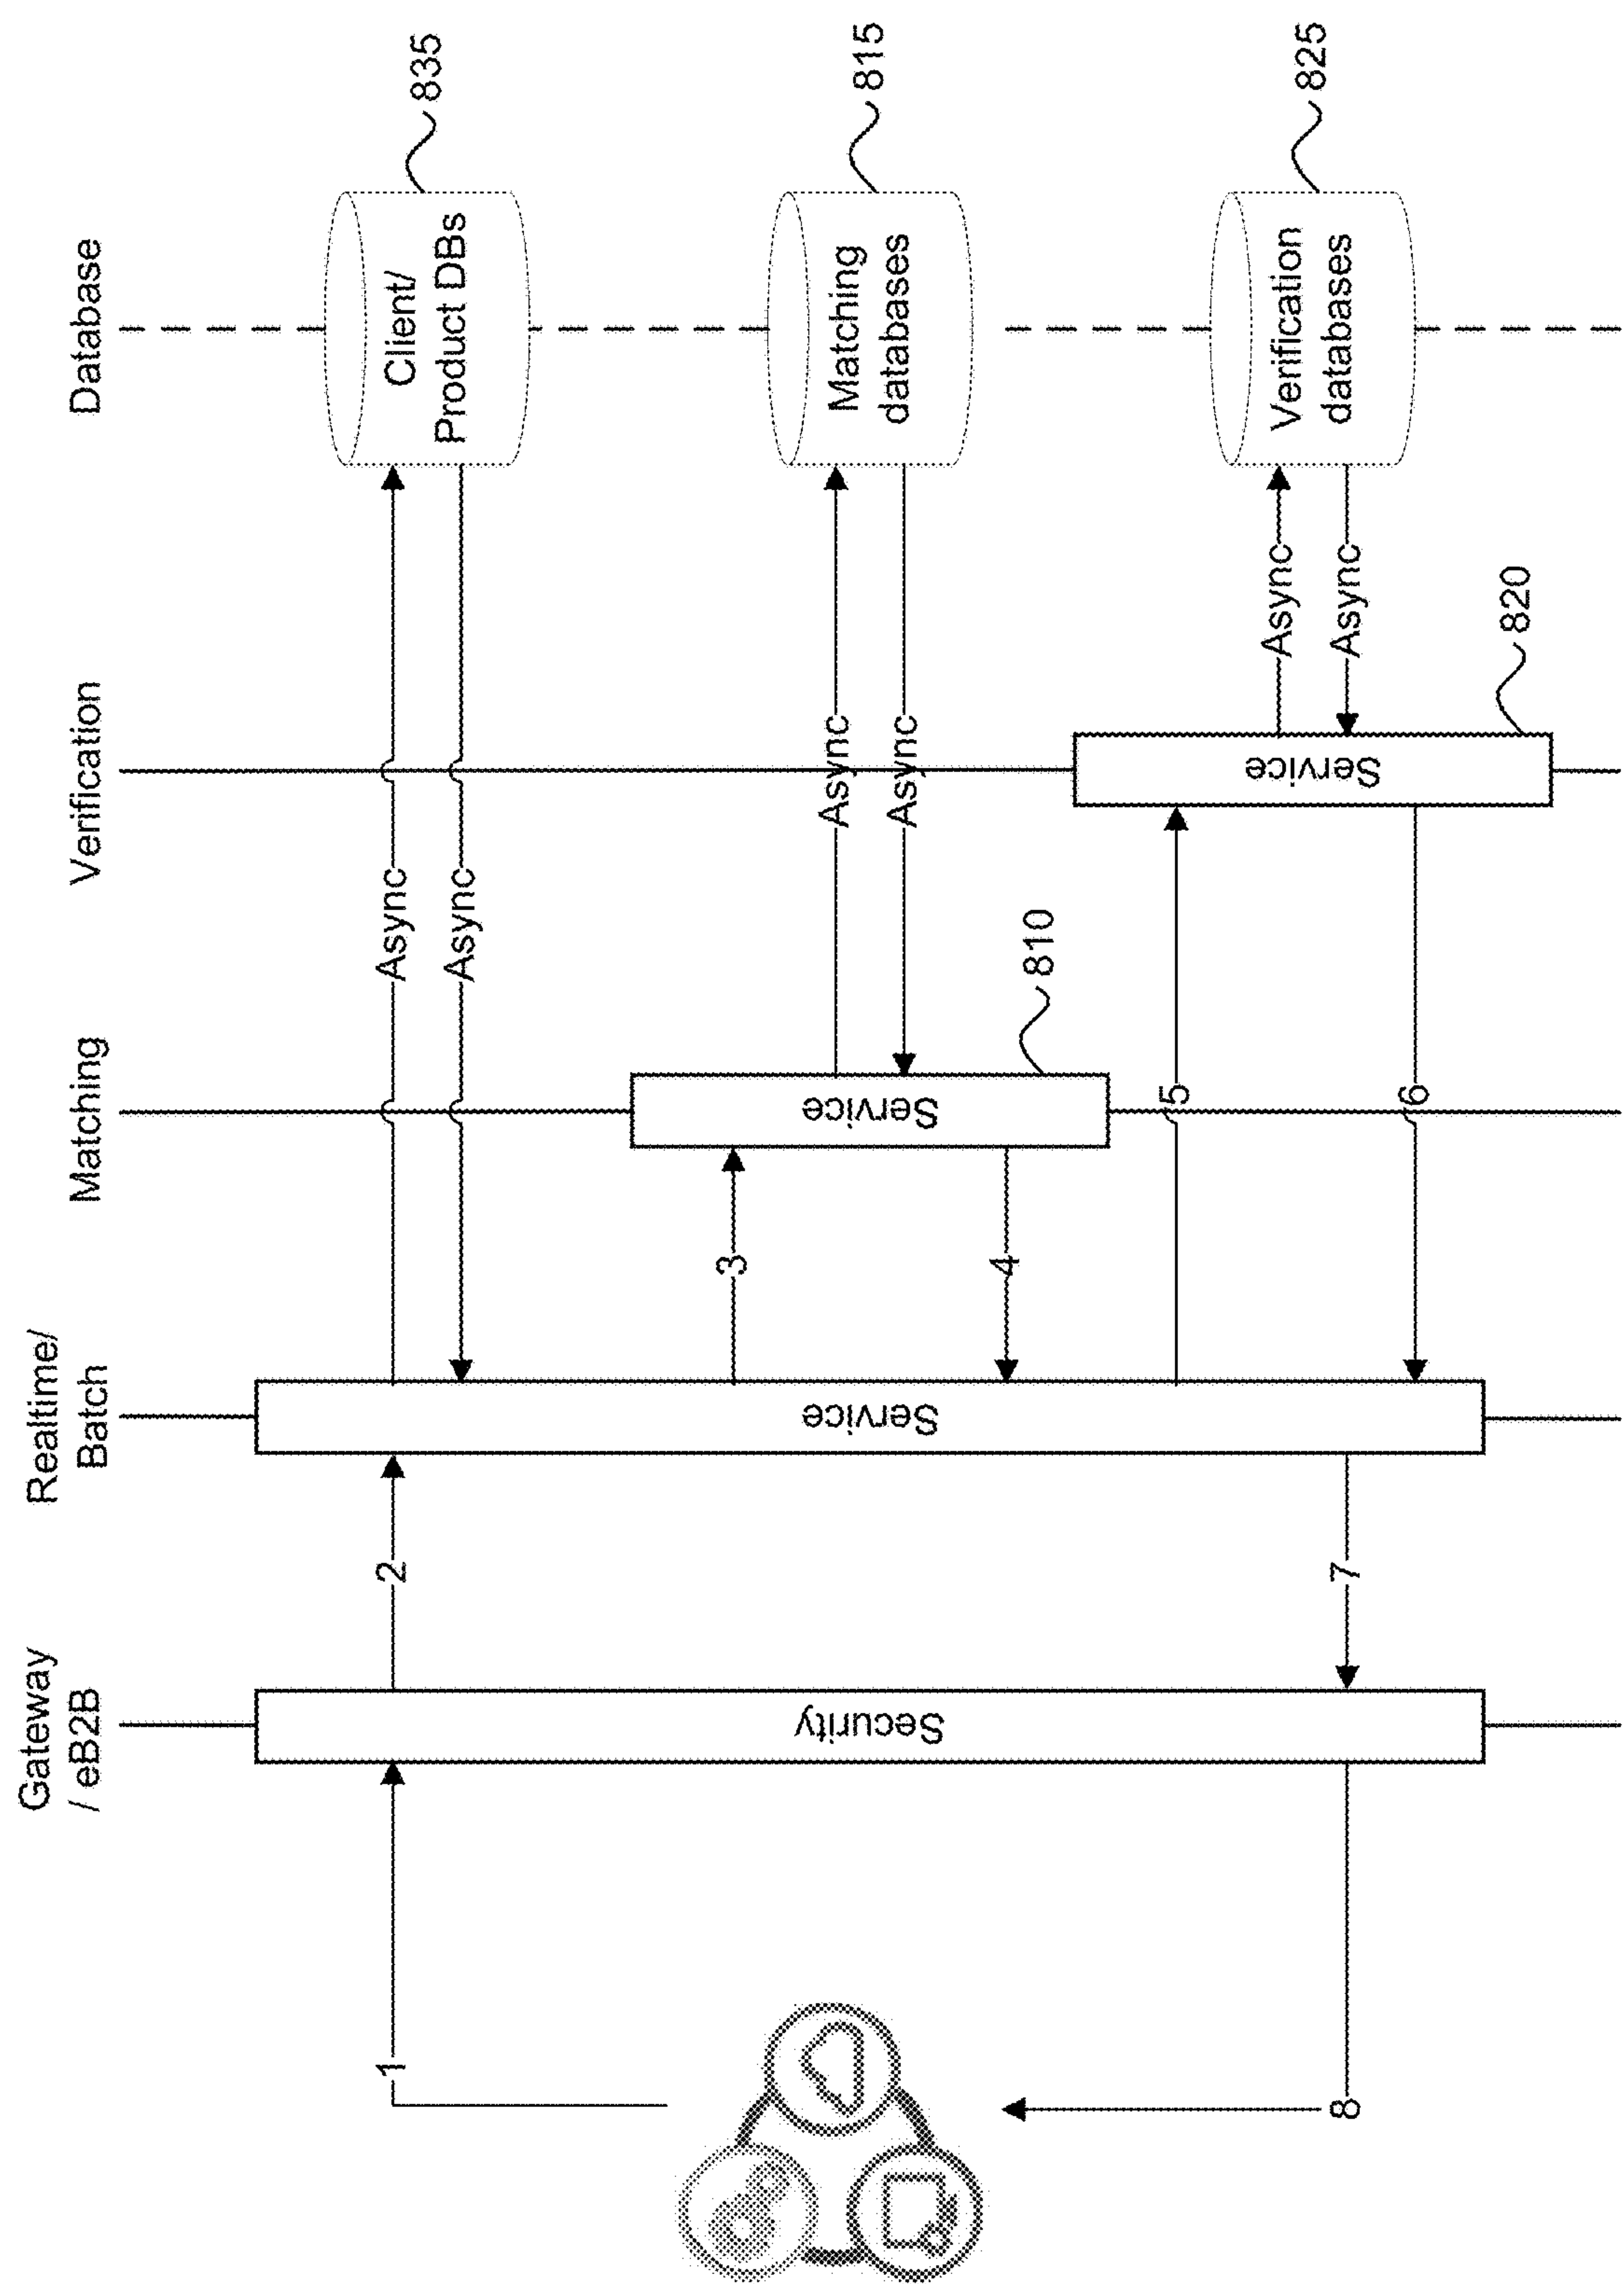 Gateway
/ eB2B
Realtime/
Batch
Matching
Verification
Database
1
2
Async
Async
Client/
Product DBs
835
Security
Service
3
Service
Async
Async
Matching
databases
815
4
810
5
Service
Async
Async
Verification
databases
825
6
820
7
8